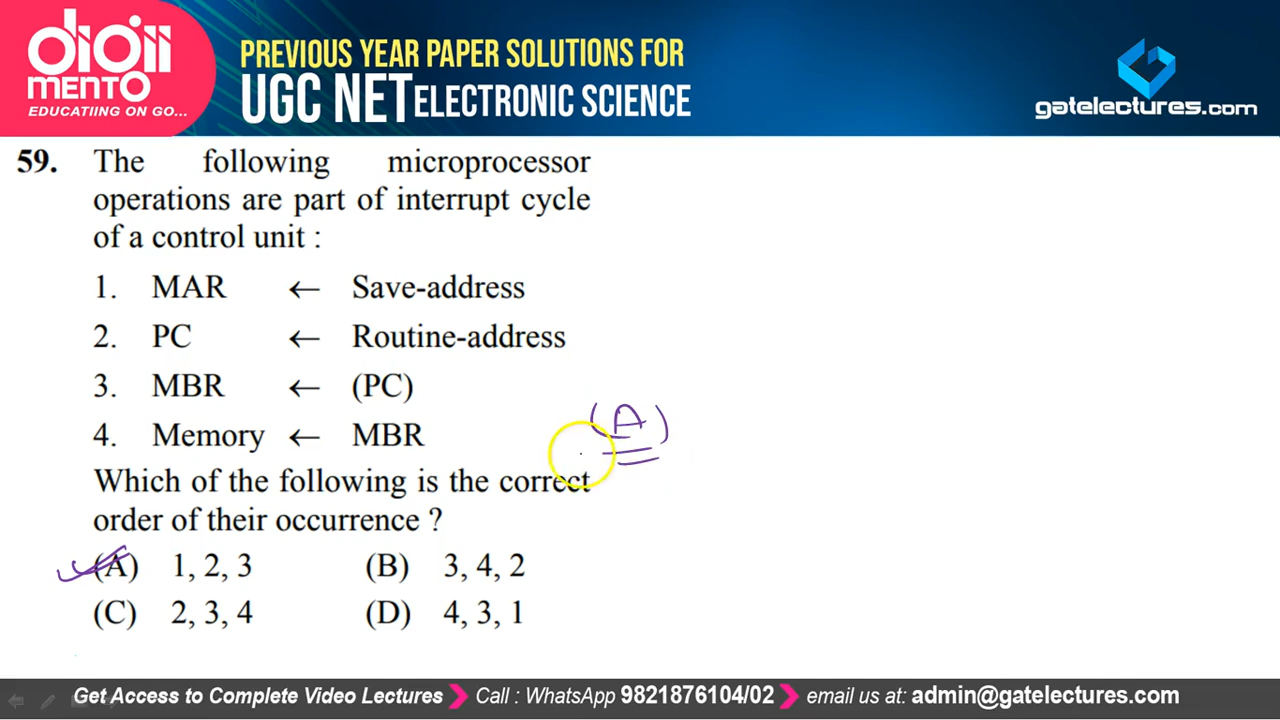 digii
MENTO
EDUCATIING ON GO...
PREVIOUS YEAR PAPER SOLUTIONS FOR
UGC NET ELECTRONIC SCIENCE
gatelectures.com
59. The following microprocessor
operations are part of interrupt cycle
of a control unit :
1. MAR ← Save-address
2. PC ← Routine-address
3. MBR ← (PC)
4. Memory ← MBR
(A)
Which of the following is the correct
order of their occurrence ?
(A) 1, 2, 3 (B) 3, 4, 2
(C) 2, 3, 4 (D) 4, 3, 1
Get Access to Complete Video Lectures Call : WhatsApp 9821876104/02 email us at: admin@gatelectures.com